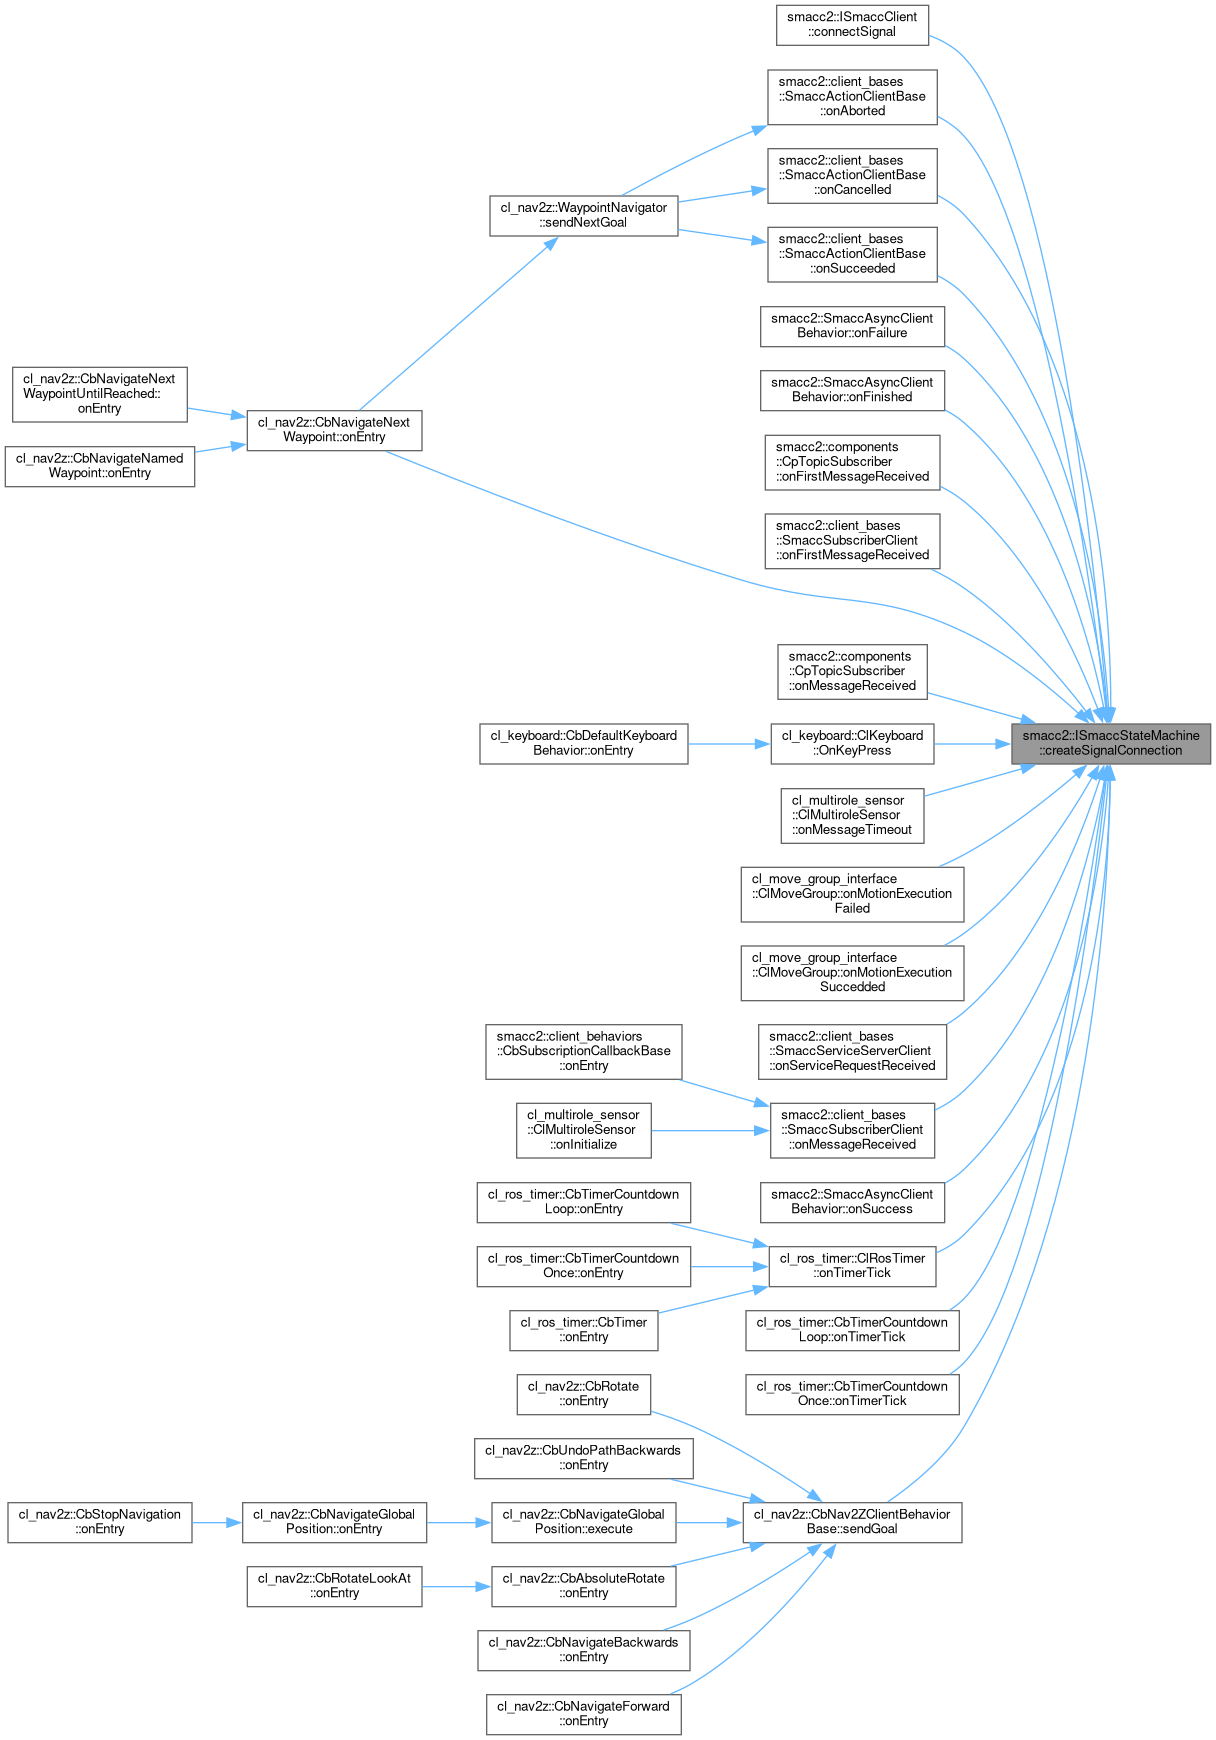 smacc2::ISmaccClient
::connectSignal
smacc2::client_bases
::SmaccActionClientBase
::onAborted
smacc2::client_bases
::SmaccActionClientBase
::onCancelled
cl_nav2z::WaypointNavigator
::sendNextGoal
smacc2::client_bases
::SmaccActionClientBase
::onSucceeded
smacc2::SmaccAsyncClient
Behavior::onFailure
cl_nav2z::CbNavigateNext
WaypointUntilReached::
onEntry
smacc2::SmaccAsyncClient
Behavior::onFinished
cl_nav2z::CbNavigateNext
Waypoint::onEntry
cl_nav2z::CbNavigateNamed
Waypoint::onEntry
smacc2::components
::CpTopicSubscriber
::onFirstMessageReceived
smacc2::client_bases
::SmaccSubscriberClient
::onFirstMessageReceived
smacc2::components
::CpTopicSubscriber
::onMessageReceived
cl_keyboard::CbDefaultKeyboard
Behavior::onEntry
cl_keyboard::ClKeyboard
::OnKeyPress
smacc2::ISmaccStateMachine
::createSignalConnection
cl_multirole_sensor
::ClMultiroleSensor
::onMessageTimeout
cl_move_group_interface
::ClMoveGroup::onMotionExecution
Failed
cl_move_group_interface
::ClMoveGroup::onMotionExecution
Succedded
smacc2::client_behaviors
::CbSubscriptionCallbackBase
::onEntry
smacc2::client_bases
::SmaccServiceServerClient
::onServiceRequestReceived
cl_multirole_sensor
::ClMultiroleSensor
::onInitialize
smacc2::client_bases
::SmaccSubscriberClient
::onMessageReceived
cl_ros_timer::CbTimerCountdown
Loop::onEntry
smacc2::SmaccAsyncClient
Behavior::onSuccess
cl_ros_timer::CbTimerCountdown
Once::onEntry
cl_ros_timer::ClRosTimer
::onTimerTick
cl_ros_timer::CbTimer
::onEntry
cl_ros_timer::CbTimerCountdown
Loop::onTimerTick
cl_nav2z::CbRotate
::onEntry
cl_ros_timer::CbTimerCountdown
Once::onTimerTick
cl_nav2z::CbUndoPathBackwards
::onEntry
cl_nav2z::CbStopNavigation
::onEntry
cl_nav2z::CbNavigateGlobal
Position::onEntry
cl_nav2z::CbNavigateGlobal
Position::execute
cl_nav2z::CbNav2ZClientBehavior
Base::sendGoal
cl_nav2z::CbRotateLookAt
::onEntry
cl_nav2z::CbAbsoluteRotate
::onEntry
cl_nav2z::CbNavigateBackwards
::onEntry
cl_nav2z::CbNavigateForward
::onEntry